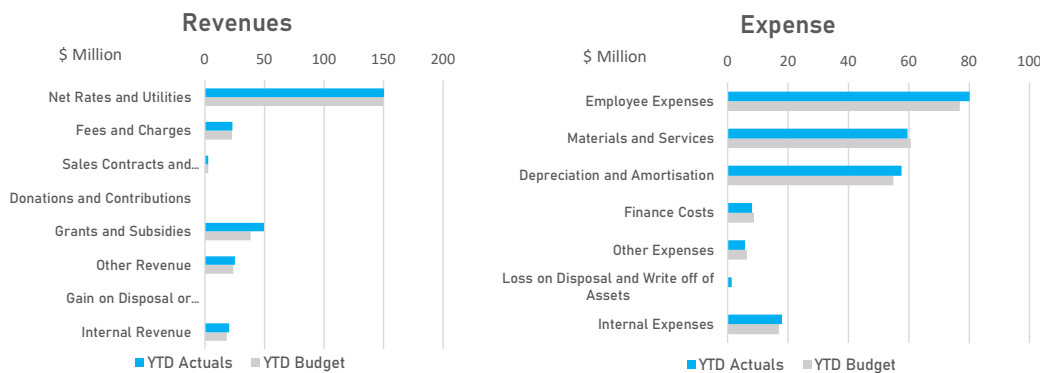 Revenues
$ Million
0 50 100 150 200
Net Rates and Utilities
Fees and Charges
Sales Contracts and...
Donations and Contributions
Grants and Subsidies
Other Revenue
Gain on Disposal or...
Internal Revenue
YTD Actuals YTD Budget
Expense
$ Million
0 20 40 60 80 100
Employee Expenses
Materials and Services
Depreciation and Amortisation
Finance Costs
Other Expenses
Loss on Disposal and Write off of
Assets
Internal Expenses
YTD Actuals YTD Budget